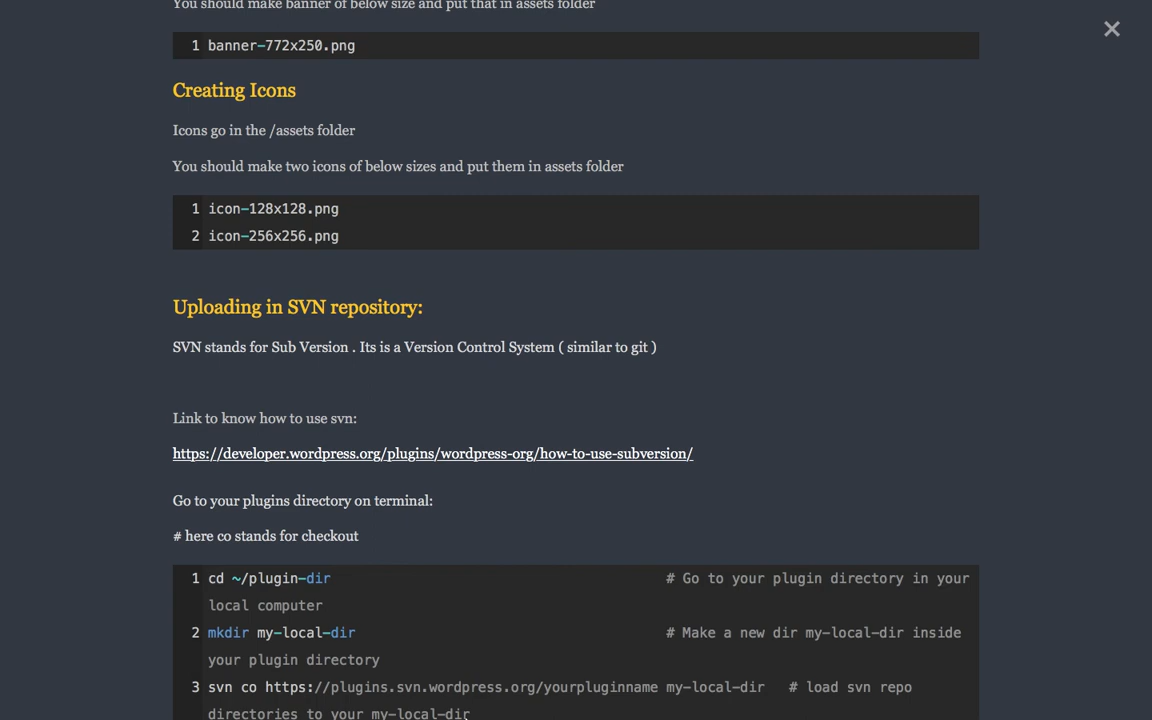 You should make banner of below size and put that in assets folder
1 banner-772x250.png
Creating Icons
Icons go in the /assets folder
You should make two icons of below sizes and put them in assets folder
1 icon-128x128.png
2 icon-256x256.png
Uploading in SVN repository:
SVN stands for Sub Version . Its is a Version Control System ( similar to git )
Link to know how to use svn:
https://developer.wordpress.org/plugins/wordpress-org/how-to-use-subversion/
Go to your plugins directory on terminal:
# here co stands for checkout
1 cd ~/plugin-dir # Go to your plugin directory in your
local computer
2 mkdir my-local-dir # Make a new dir my-local-dir inside
your plugin directory
3 svn co https://plugins.svn.wordpress.org/yourpluginname my-local-dir # load svn repo
directories to your my-local-dir